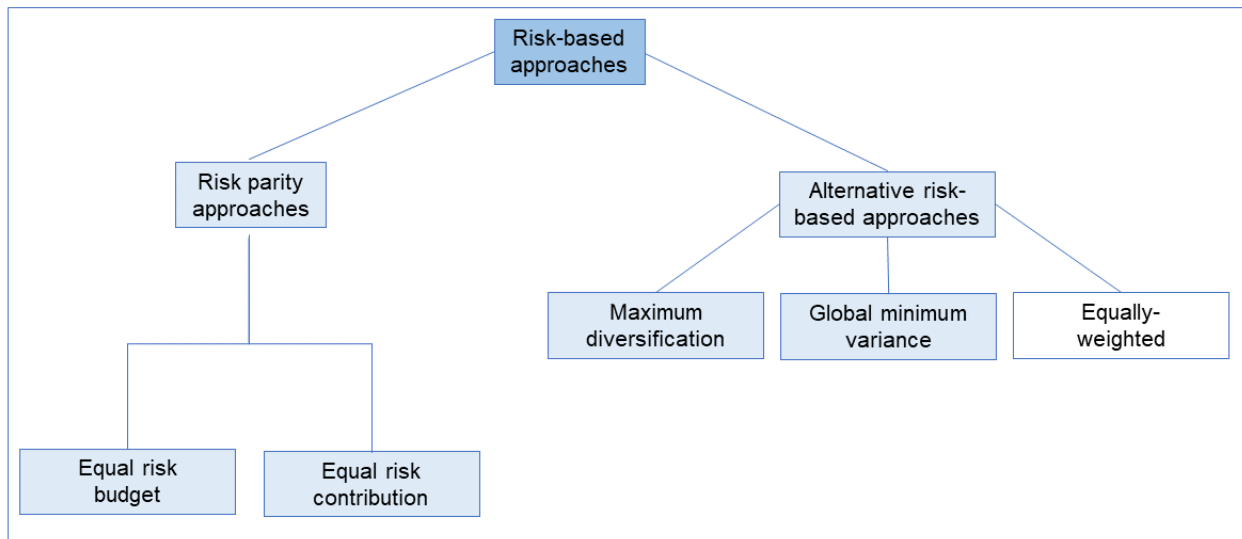 Risk-based
approaches
Risk parity
approaches
Alternative risk-
based approaches
Maximum
diversification
Global minimum
variance
Equally-
weighted
Equal risk
budget
Equal risk
contribution